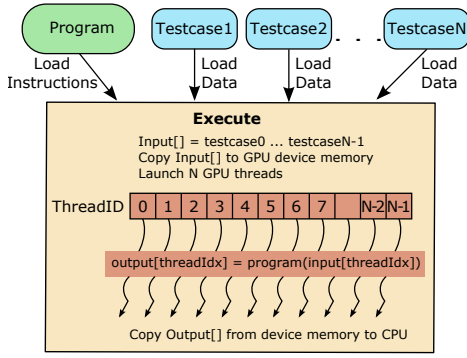 Program
Testcase1
Testcase2
. . .
TestcaseN
Load
Instructions
Load
Data
Load
Data
Load
Data
Execute
Input[] = testcase0 ... testcaseN-1
Copy Input[] to GPU device memory
Launch N GPU threads
ThreadID 0 1 2 3 4 5 6 7 N-2 N-1
output[threadIdx] = program(input[threadIdx])
Copy Output[] from device memory to CPU